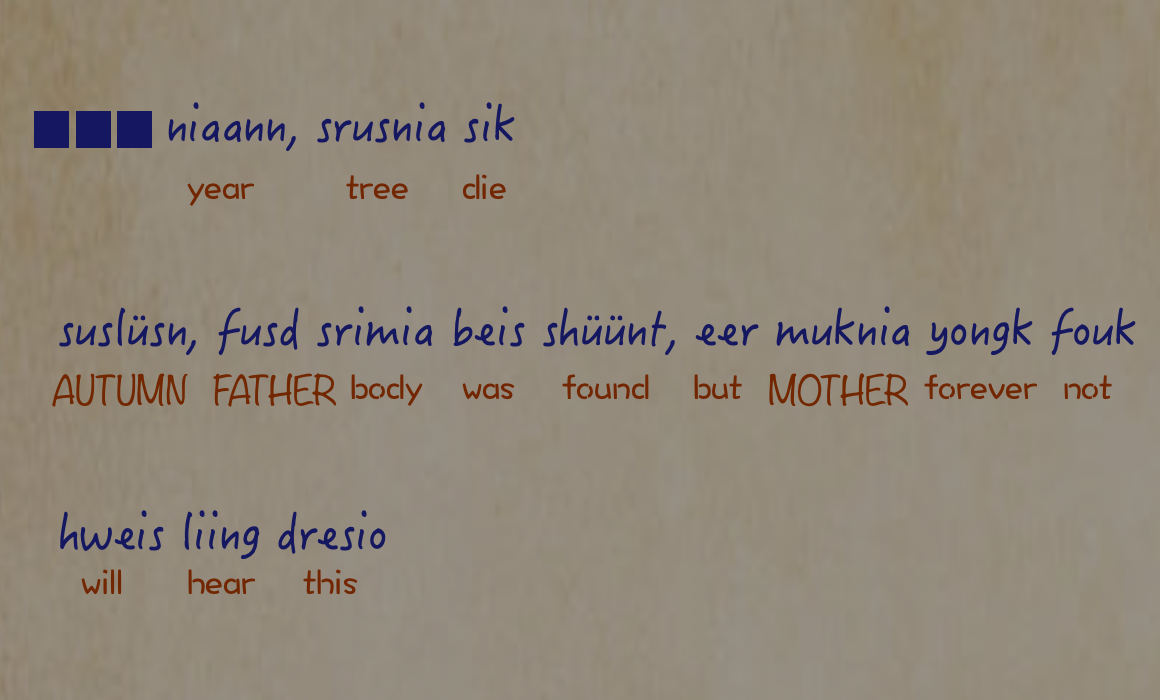 niaann, srusnia sik
year tree die
suslüsn, fusd srimia beis shüünt, eer muknia yongk fouk
AUTUMN FATHER body was found but MOTHER forever not
hweis liing dresio
will hear this